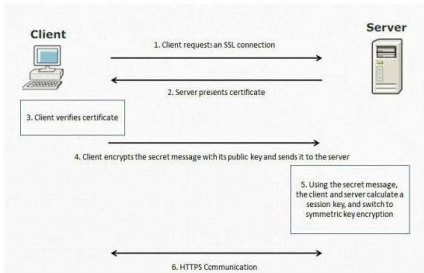 Client
Server
1. Client requests an SSL connection
2. Server presents certificate
3. Client verifies certificate
4. Client encrypts the secret message with its public key and sends it to the server
5. Using the secret message,
the client and server calculate a
session key, and switch to
symmetric key encryption
6. HTTPS Communication